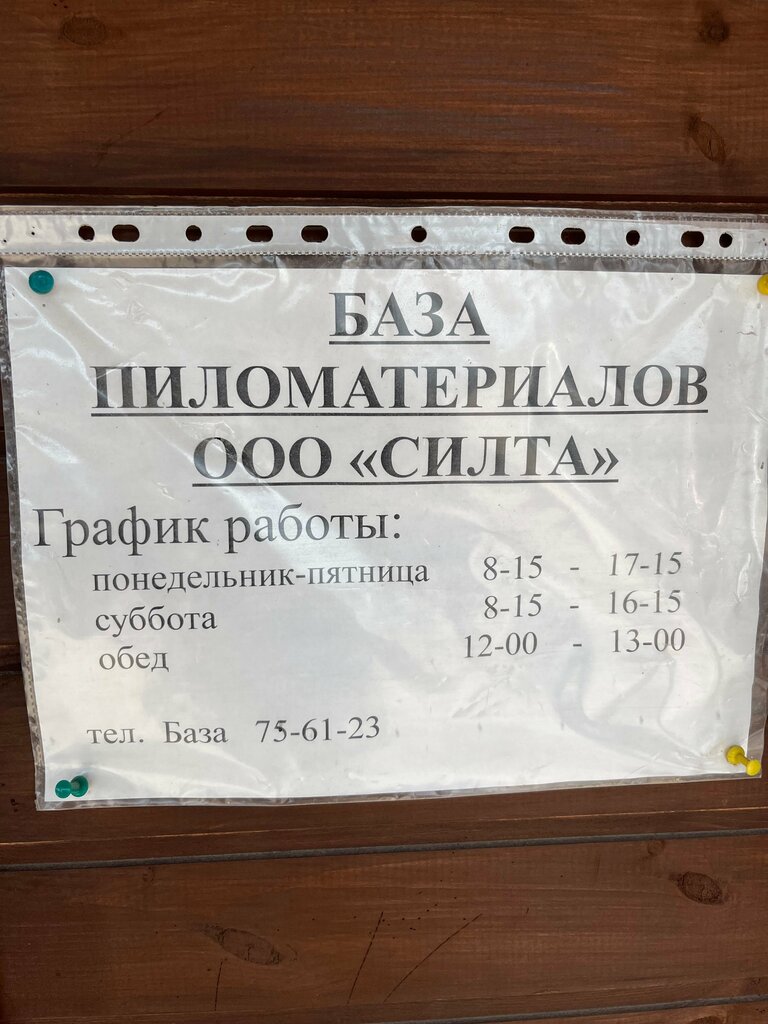 БАЗА
ПИЛОМАТЕРИАЛОВ
ООО «СИЛТА»
График работы:
понедельник-пятница 8-15 - 17-15
суббота 8-15 - 16-15
обед 12-00 - 13-00
тел. База 75-61-23